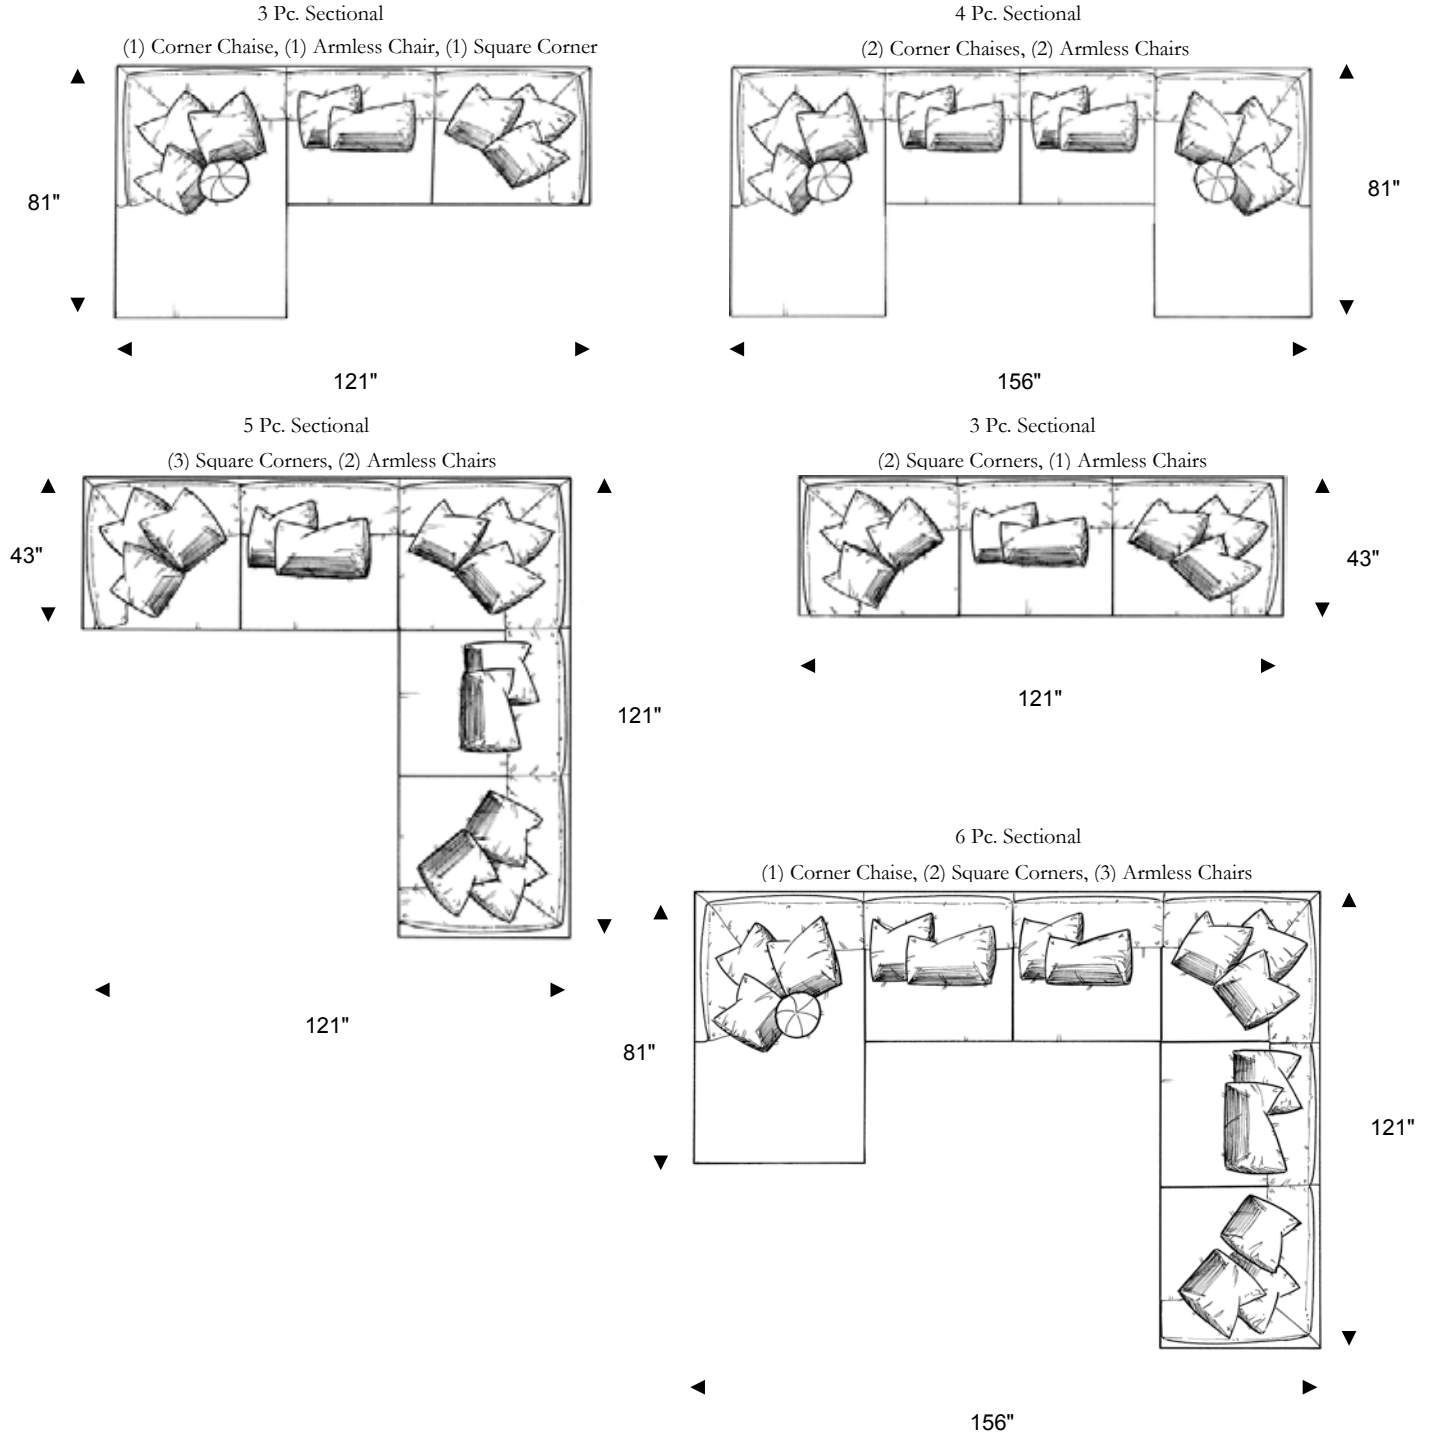 3 Pc. Sectional
(1) Corner Chaise, (1) Armless Chair, (1) Square Corner
81"
121"
4 Pc. Sectional
(2) Corner Chaises, (2) Armless Chairs
81"
156"
5 Pc. Sectional
(3) Square Corners, (2) Armless Chairs
43"
121"
121"
3 Pc. Sectional
(2) Square Corners, (1) Armless Chairs
43"
121"
6 Pc. Sectional
(1) Corner Chaise, (2) Square Corners, (3) Armless Chairs
81"
121"
156"